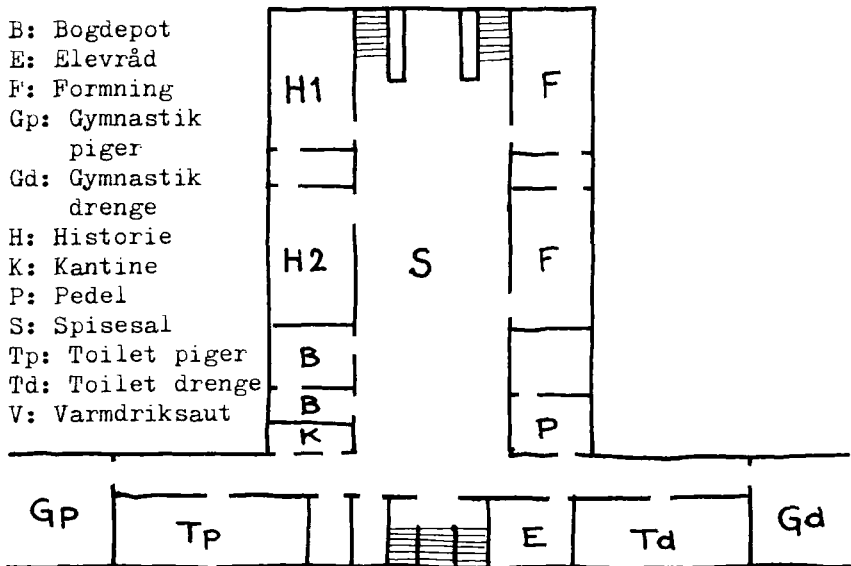 B: Bogdepot
E: Elevråd
F: Formning
Gp: Gymnastik
piger
Gd: Gymnastik
drenge
H: Historie
K: Kantine
P: Pedel
S: Spisesal
Tp: Toilet piger
Td: Toilet drenge
V: Varmdriksaut
H1
F
H2
S
F
B
B
K
P
Gp
Tp
E
Td
Gd